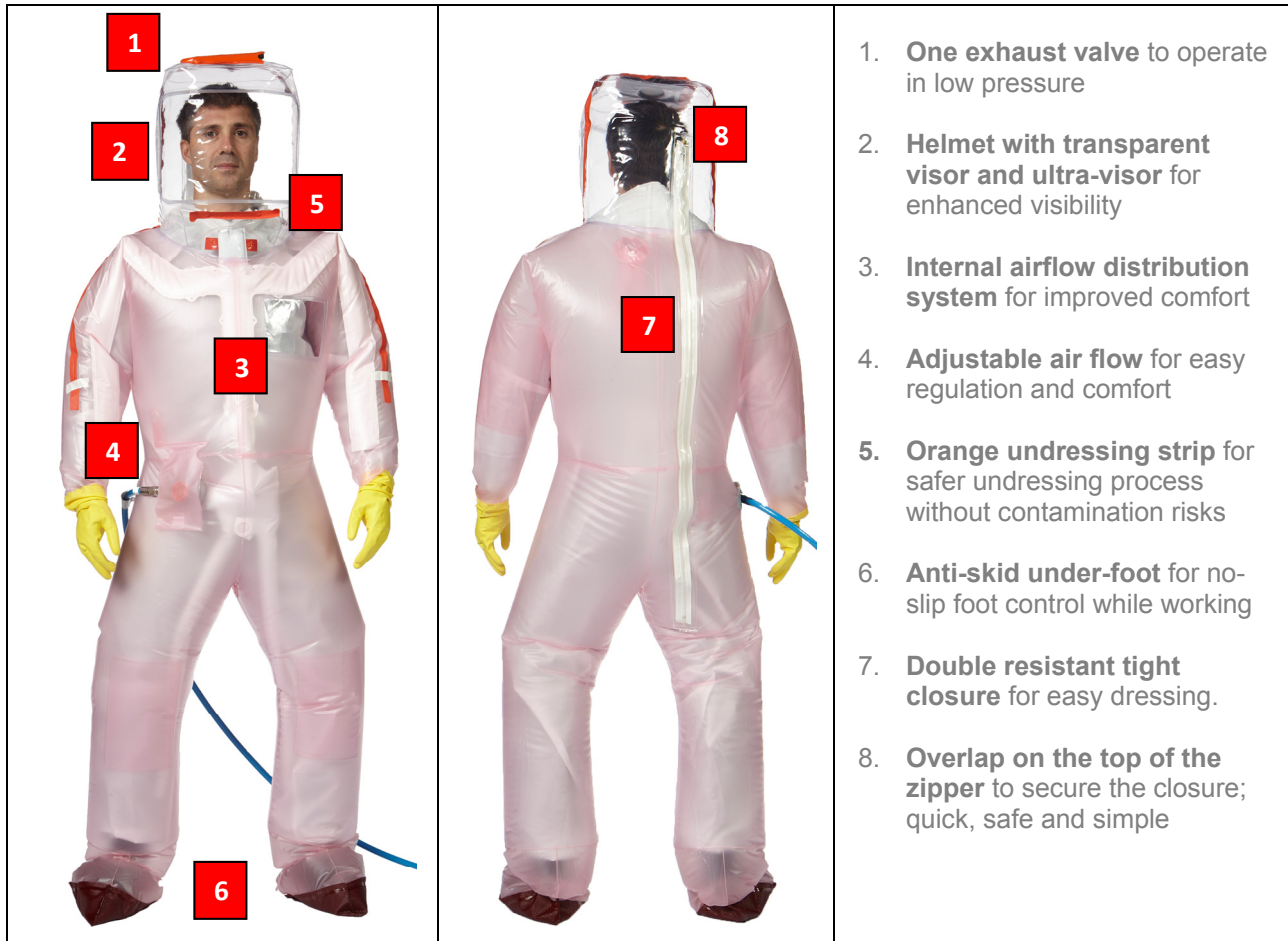 1
2
5
3
4
6
8
7
1. One exhaust valve to operate
in low pressure
2. Helmet with transparent
visor and ultra-visor for
enhanced visibility
3. Internal airflow distribution
system for improved comfort
4. Adjustable air flow for easy
regulation and comfort
5. Orange undressing strip for
safer undressing process
without contamination risks
6. Anti-skid under-foot for no-
slip foot control while working
7. Double resistant tight
closure for easy dressing.
8. Overlap on the top of the
zipper to secure the closure;
quick, safe and simple